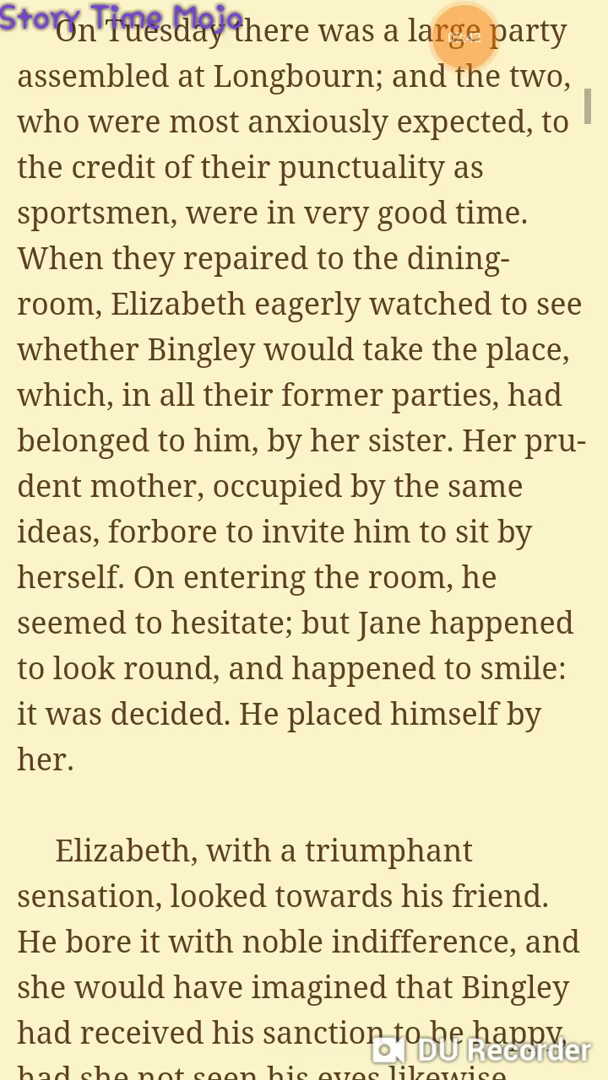 Story Time Mojo
On Tuesday there was a large party
assembled at Longbourn; and the two,
who were most anxiously expected, to
the credit of their punctuality as
sportsmen, were in very good time.
When they repaired to the dining-
room, Elizabeth eagerly watched to see
whether Bingley would take the place,
which, in all their former parties, had
belonged to him, by her sister. Her pru-
dent mother, occupied by the same
ideas, forbore to invite him to sit by
herself. On entering the room, he
seemed to hesitate; but Jane happened
to look round, and happened to smile:
it was decided. He placed himself by
her.
Elizabeth, with a triumphant
sensation, looked towards his friend.
He bore it with noble indifference, and
she would have imagined that Bingley
had received his sanction to be happy,
had she not seen his eyes likewise
DU Recorder